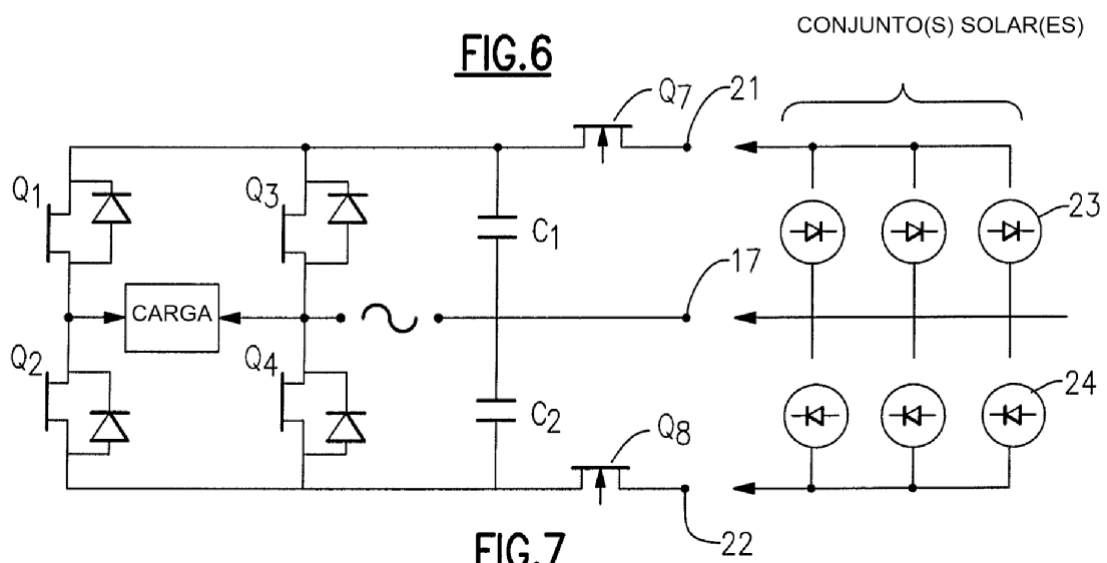 CONJUNTO(S) SOLAR(ES)
FIG.6
Q7
21
Q1
Q3
C1
23
17
CARGA
Q2
Q4
C2
24
Q8
22
FIG.7